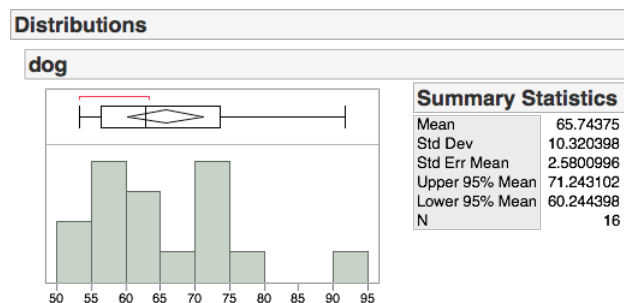 Distributions
dog
Summary Statistics
Mean 65.74375
Std Dev 10.320398
Std Err Mean 2.5800996
Upper 95% Mean 71.243102
Lower 95% Mean 60.244398
N 16
50 55 60 65 70 75 80 85 90 95